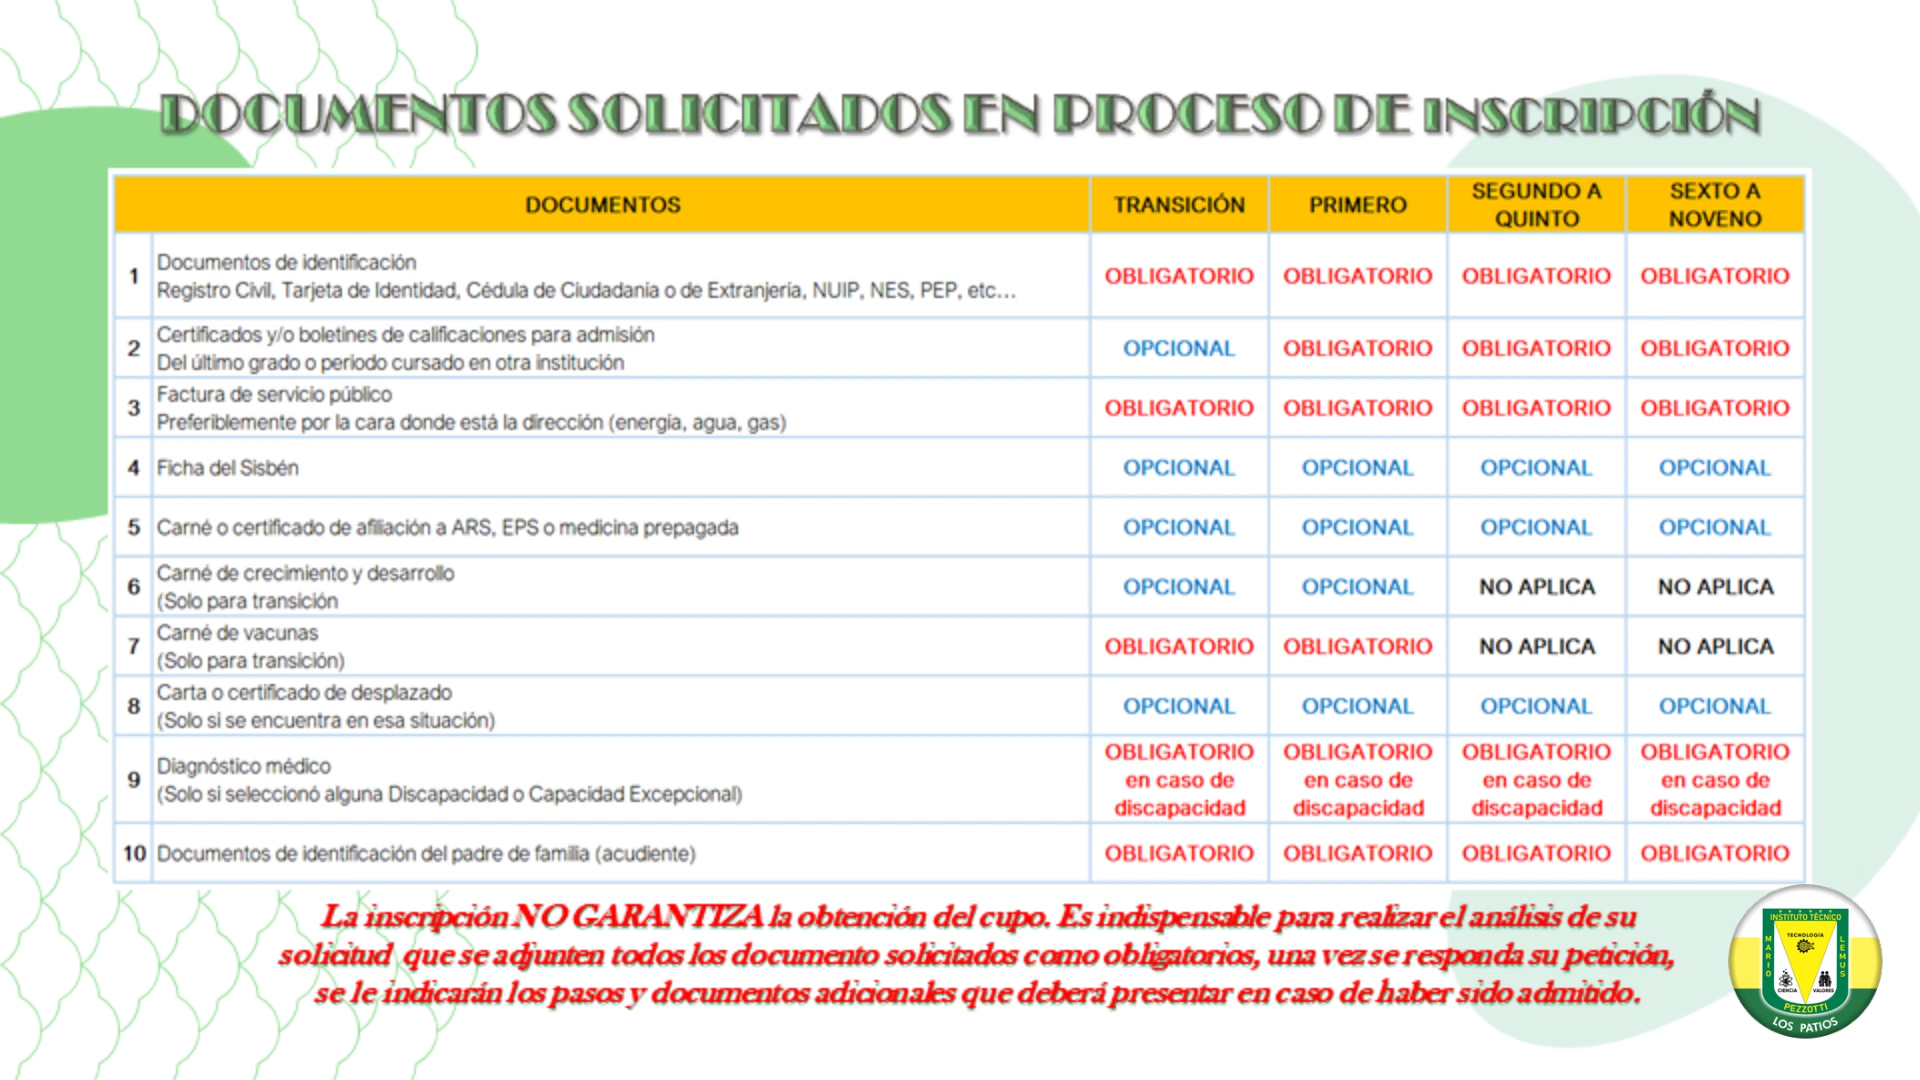 DOCUMENTOS SOLICITADOS EN PROCESO DE INSCRIPCIÓN
DOCUMENTOS TRANSICIÓN PRIMERO SEGUNDO A QUINTO SEXTO A NOVENO
1 Documentos de identificación
Registro Civil, Tarjeta de Identidad, Cédula de Ciudadanía o de Extranjería, NUIP, NES, PEP, etc...
OBLIGATORIO OBLIGATORIO OBLIGATORIO OBLIGATORIO
2 Certificados y/o boletines de calificaciones para admisión
Del último grado o periodo cursado en otra institución
OPCIONAL OBLIGATORIO OBLIGATORIO OBLIGATORIO
3 Factura de servicio público
Preferiblemente por la cara donde está la dirección (energía, agua, gas)
OBLIGATORIO OBLIGATORIO OBLIGATORIO OBLIGATORIO
4 Ficha del Sisbén OPCIONAL OPCIONAL OPCIONAL OPCIONAL
5 Carné o certificado de afiliación a ARS, EPS o medicina prepagada OPCIONAL OPCIONAL OPCIONAL OPCIONAL
6 Carné de crecimiento y desarrollo
(Solo para transición
OPCIONAL OPCIONAL NO APLICA NO APLICA
7 Carné de vacunas
(Solo para transición)
OBLIGATORIO OBLIGATORIO NO APLICA NO APLICA
8 Carta o certificado de desplazado
(Solo si se encuentra en esa situación)
OPCIONAL OPCIONAL OPCIONAL OPCIONAL
9 Diagnóstico médico
(Solo si seleccionó alguna Discapacidad o Capacidad Excepcional)
OBLIGATORIO OBLIGATORIO OBLIGATORIO OBLIGATORIO
en caso de en caso de en caso de en caso de
discapacidad discapacidad discapacidad discapacidad
10 Documentos de identificación del padre de familia (acudiente) OBLIGATORIO OBLIGATORIO OBLIGATORIO OBLIGATORIO
La inscripción NO GARANTIZA la obtención del cupo. Es indispensable para realizar el análisis de su
solicitud que se adjunten todos los documento solicitados como obligatorios, una vez se responda su petición,
se le indicarán los pasos y documentos adicionales que deberá presentar en caso de haber sido admitido.
INSTITUTO TÉCNICO
MARIO
TECNOLOGÍA
LEMUS
CIENCIA VALORES
PEZZOTTI
LOS PATIOS